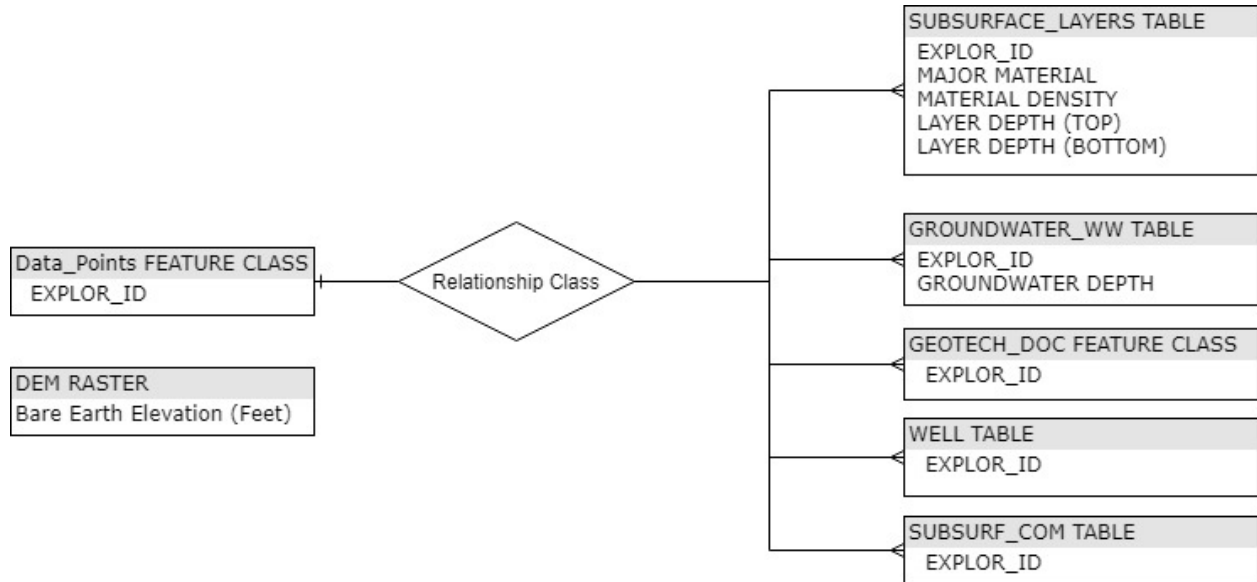 SUBSURFACE_LAYERS TABLE
EXPLOR_ID
MAJOR MATERIAL
MATERIAL DENSITY
LAYER DEPTH (TOP)
LAYER DEPTH (BOTTOM)
Data_Points FEATURE CLASS
EXPLOR_ID
DEM RASTER
Bare Earth Elevation (Feet)
Relationship Class
GROUNDWATER_WW TABLE
EXPLOR_ID
GROUNDWATER DEPTH
GEOTECH_DOC FEATURE CLASS
EXPLOR_ID
WELL TABLE
EXPLOR_ID
SUBSURF_COM TABLE
EXPLOR_ID